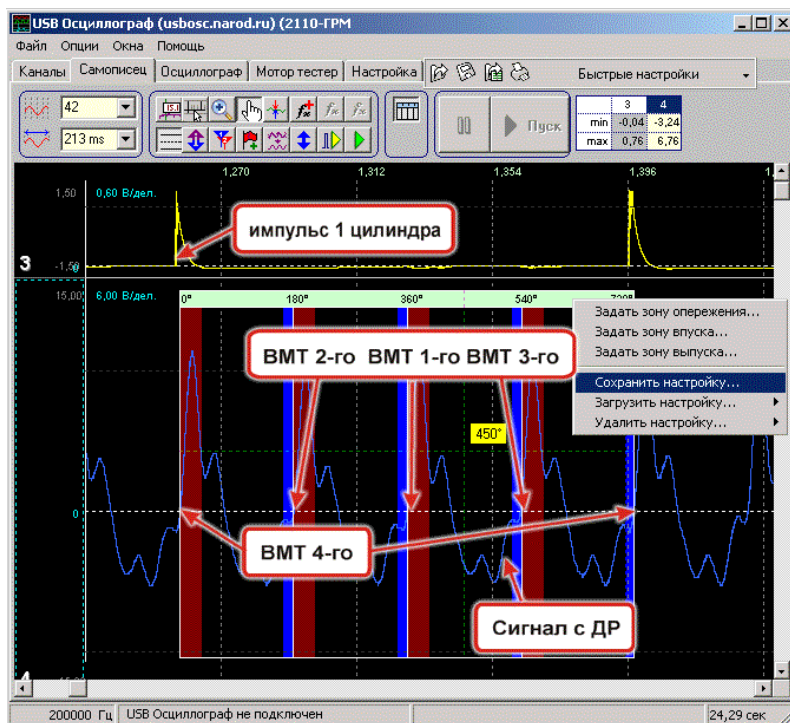 USB Осциллограф (usbosc.narod.ru) (2110-ГРМ
Файл Опции Окна Помощь
Каналы Самописец Осциллограф Мотор тестер Настройка Быстрые настройки
42
213 ms
Пуск
3 4
min -0,04 -3,24
max 0,76 6,76
1,270 1,312 1,354 1,396
1,50 0,60 В/дел.
импульс 1 цилиндра
-1,50
3
15,00 6,00 В/дел. 0° 180° 360° 540° 720°
Задать зону опережения...
Задать зону впуска...
Задать зону выпуска...
Сохранить настройку...
Загрузить настройку...
Удалить настройку...
ВМТ 2-го ВМТ 1-го ВМТ 3-го
450°
0
ВМТ 4-го
Сигнал с ДР
4
200000 Гц USB Осциллограф не подключен 24,29 сек